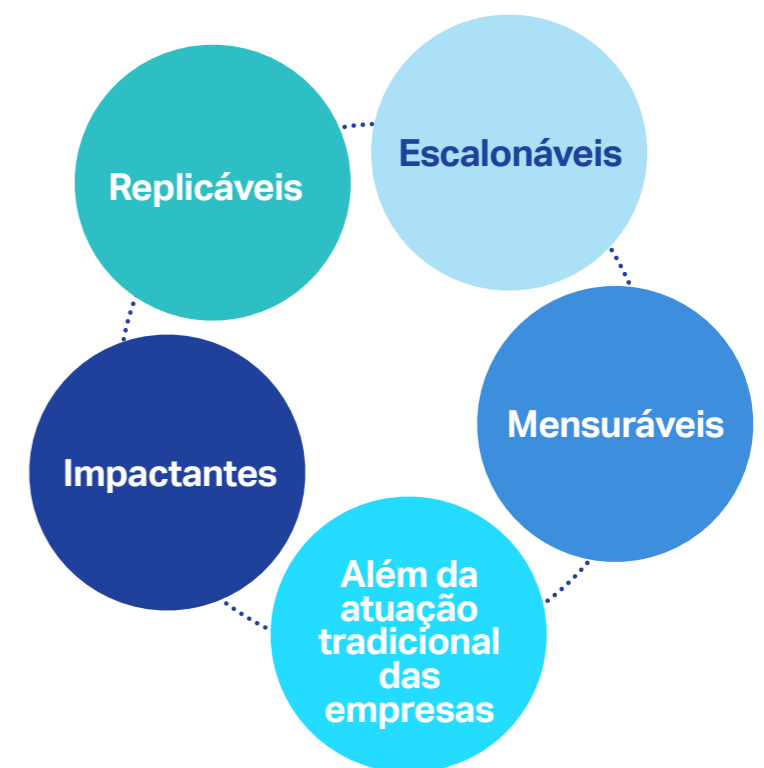 Escalonáveis
Replicáveis
Mensuráveis
Impactantes
Além da
atuação
tradicional
das
empresas